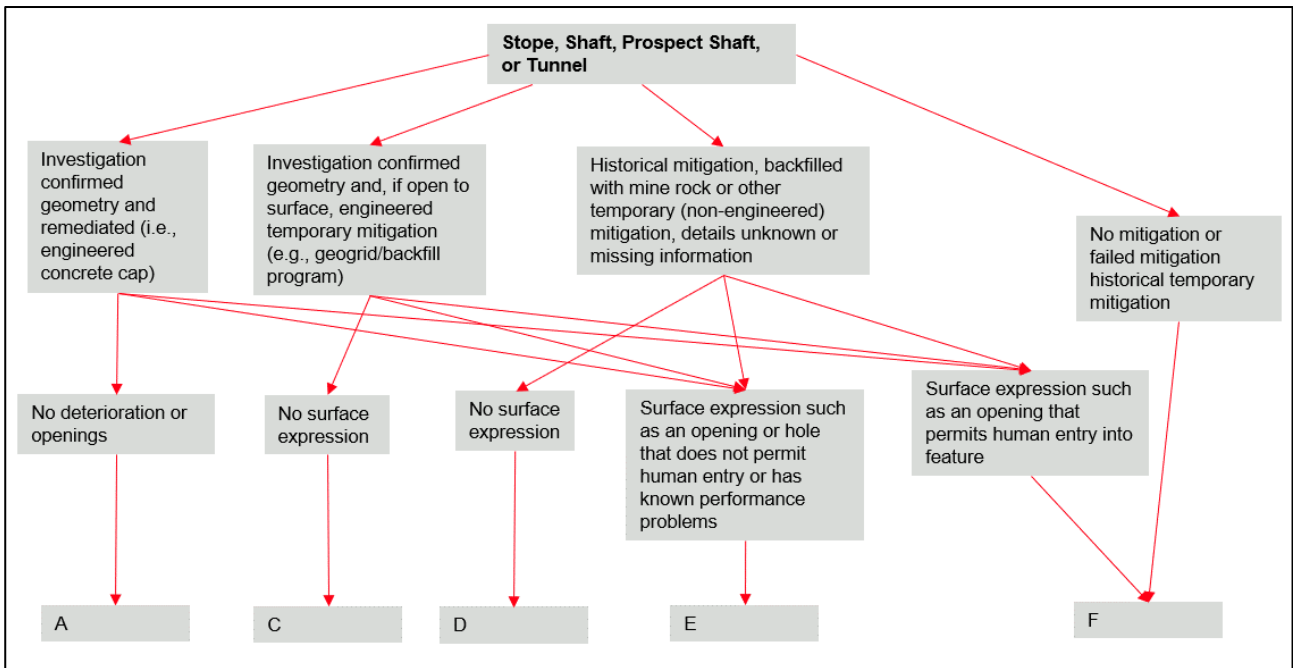 Stope, Shaft, Prospect Shaft,
or Tunnel
Investigation
confirmed
geometry and
remediated (i.e.,
engineered
concrete cap)
Investigation confirmed
geometry and, if open to
surface, engineered
temporary mitigation
(e.g., geogrid/backfill
program)
Historical mitigation, backfilled
with mine rock or other
temporary (non-engineered)
mitigation, details unknown or
missing information
No mitigation or
failed mitigation
historical temporary
mitigation
No deterioration or
openings
No surface
expression
No surface
expression
Surface expression such
as an opening or hole
that does not permit
human entry or has
known performance
problems
Surface expression such
as an opening that
permits human entry into
feature
A
C
D
E
F